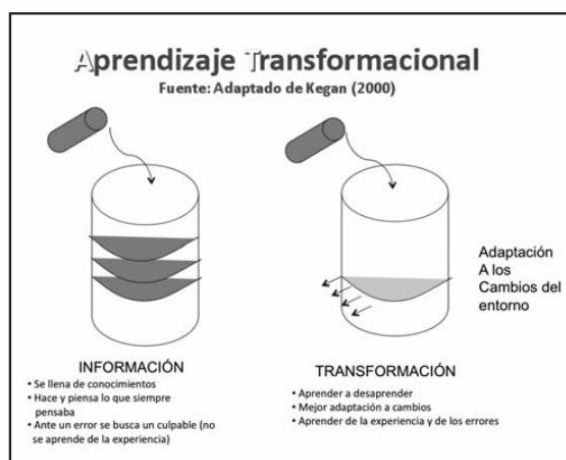 Aprendizaje Transformacional
Fuente: Adaptado de Kegan (2000)
Adaptación
A los
Cambios del
entorno
INFORMACIÓN
• Se llena de conocimientos
• Hace y piensa lo que siempre
pensaba
• Ante un error se busca un culpable (no
se aprende de la experiencia)
TRANSFORMACIÓN
• Aprender a desaprender
• Mejor adaptación a cambios
• Aprender de la experiencia y de los errores